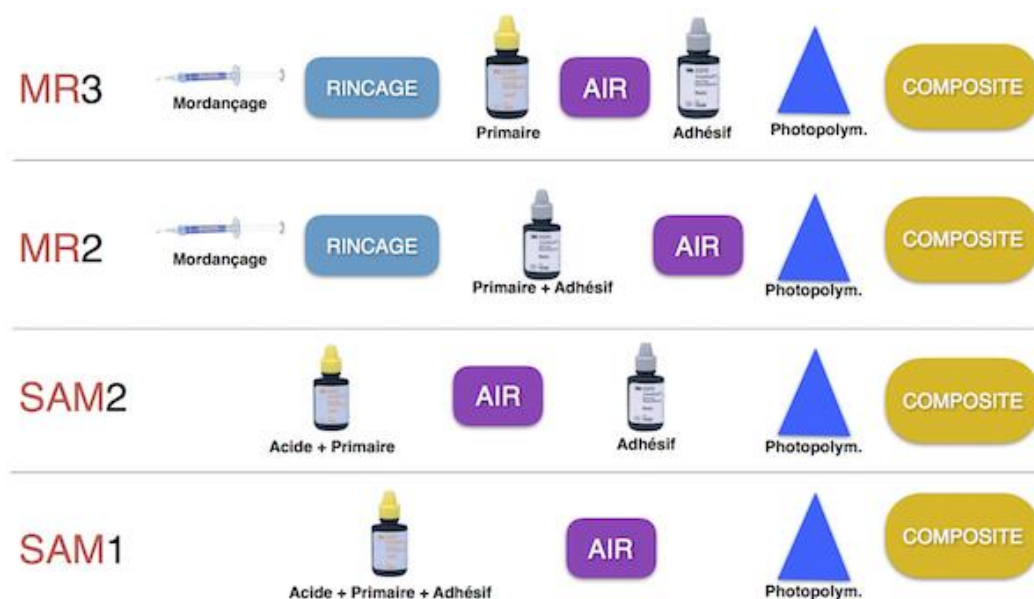 MR3
Mordançage
RINCAGE
Primaire
AIR
Adhésif
Photopolym.
COMPOSITE
MR2
Mordançage
RINCAGE
Primaire + Adhésif
AIR
Photopolym.
COMPOSITE
SAM2
Acide + Primaire
AIR
Adhésif
Photopolym.
COMPOSITE
SAM1
Acide + Primaire + Adhésif
AIR
Photopolym.
COMPOSITE